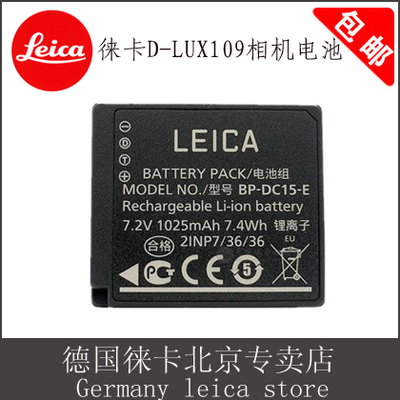 Leica
徕卡D-LUX109相机电池
包邮
LEICA
BATTERY PACK/电池组
MODEL NO./型号 BP-DC15-E
Rechargeable Li-ion battery
7.2V 1025mAh 7.4Wh 锂离子
合格 2INP7/36/36 EU
5
德国徕卡北京专卖店
Germany leica store